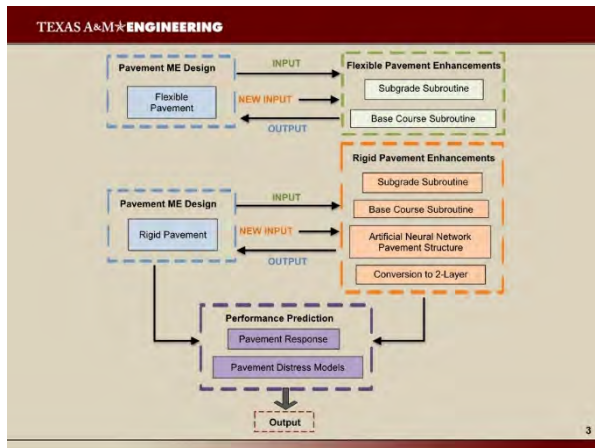 TEXAS A&M★ENGINEERING
Pavement ME Design
Flexible
Pavement
INPUT
NEW INPUT
OUTPUT
Flexible Pavement Enhancements
Subgrade Subroutine
Base Course Subroutine
Pavement ME Design
Rigid Pavement
INPUT
NEW INPUT
OUTPUT
Rigid Pavement Enhancements
Subgrade Subroutine
Base Course Subroutine
Artificial Neural Network
Pavement Structure
Conversion to 2-Layer
Performance Prediction
Pavement Response
Pavement Distress Models
Output
3